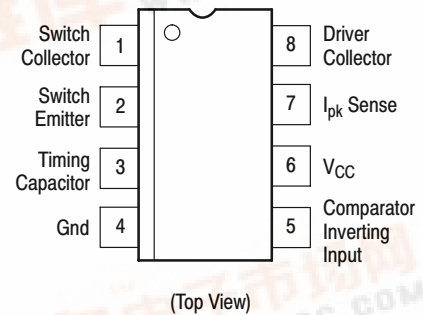 Switch
Collector
1
8
Driver
Collector
Switch
Emitter
2
7
Ipk Sense
Timing
Capacitor
3
6
VCC
Gnd
4
5
Comparator
Inverting
Input
(Top View)